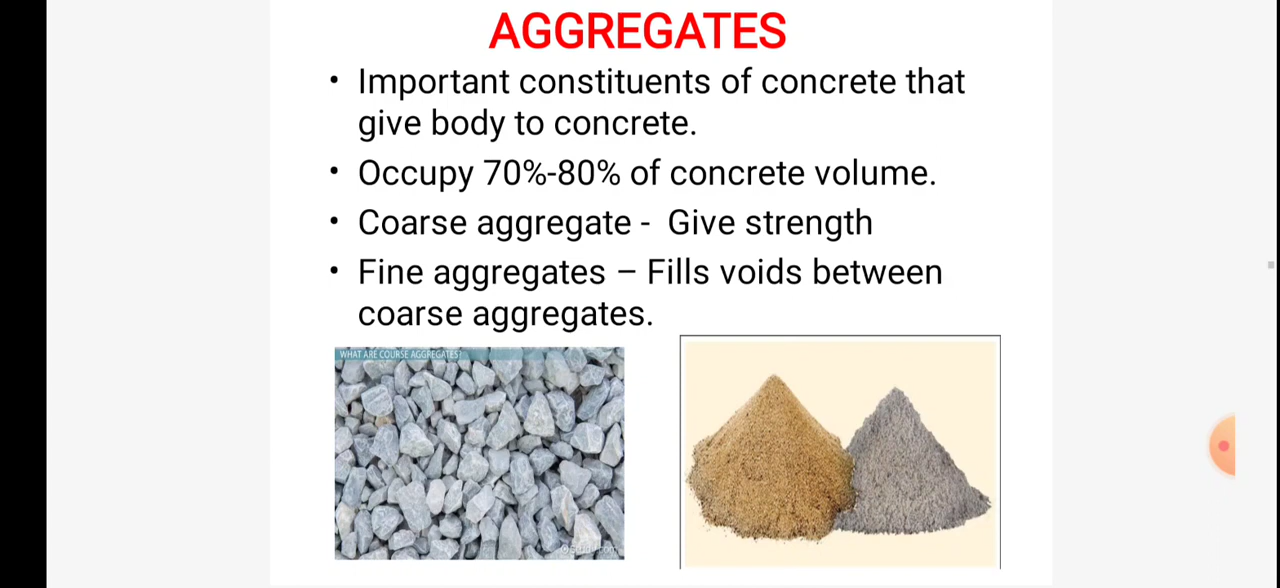 AGGREGATES
• Important constituents of concrete that
give body to concrete.
• Occupy 70%-80% of concrete volume.
• Coarse aggregate - Give strength
• Fine aggregates – Fills voids between
coarse aggregates.
WHAT ARE COURSE AGGREGATES?